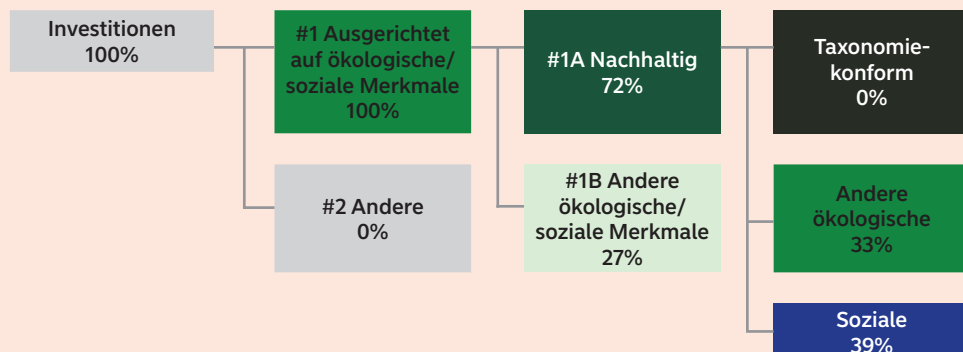 Investitionen
100%
#1 Ausgerichtet
auf ökologische/
soziale Merkmale
100%
#2 Andere
0%
#1A Nachhaltig
72%
#1B Andere
ökologische/
soziale Merkmale
27%
Taxonomie-
konform
0%
Andere
ökologische
33%
Soziale
39%